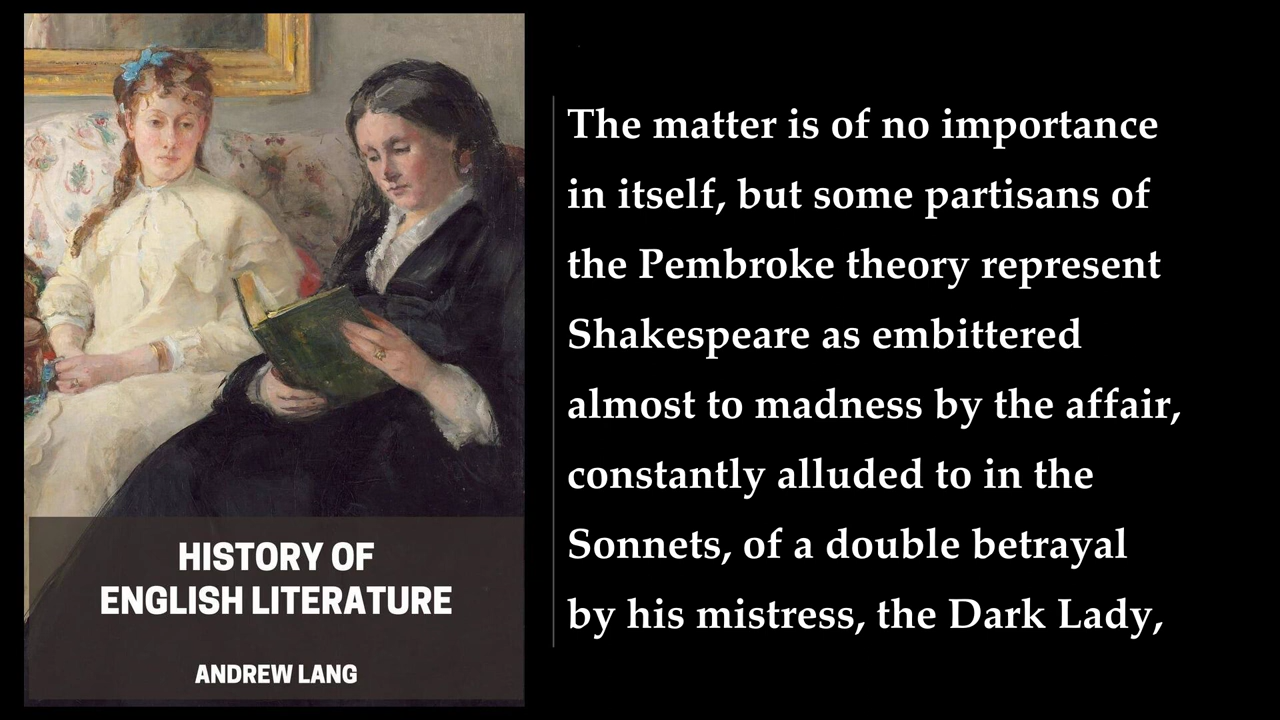 HISTORY OF
ENGLISH LITERATURE
ANDREW LANG
The matter is of no importance
in itself, but some partisans of
the Pembroke theory represent
Shakespeare as embittered
almost to madness by the affair,
constantly alluded to in the
Sonnets, of a double betrayal
by his mistress, the Dark Lady,